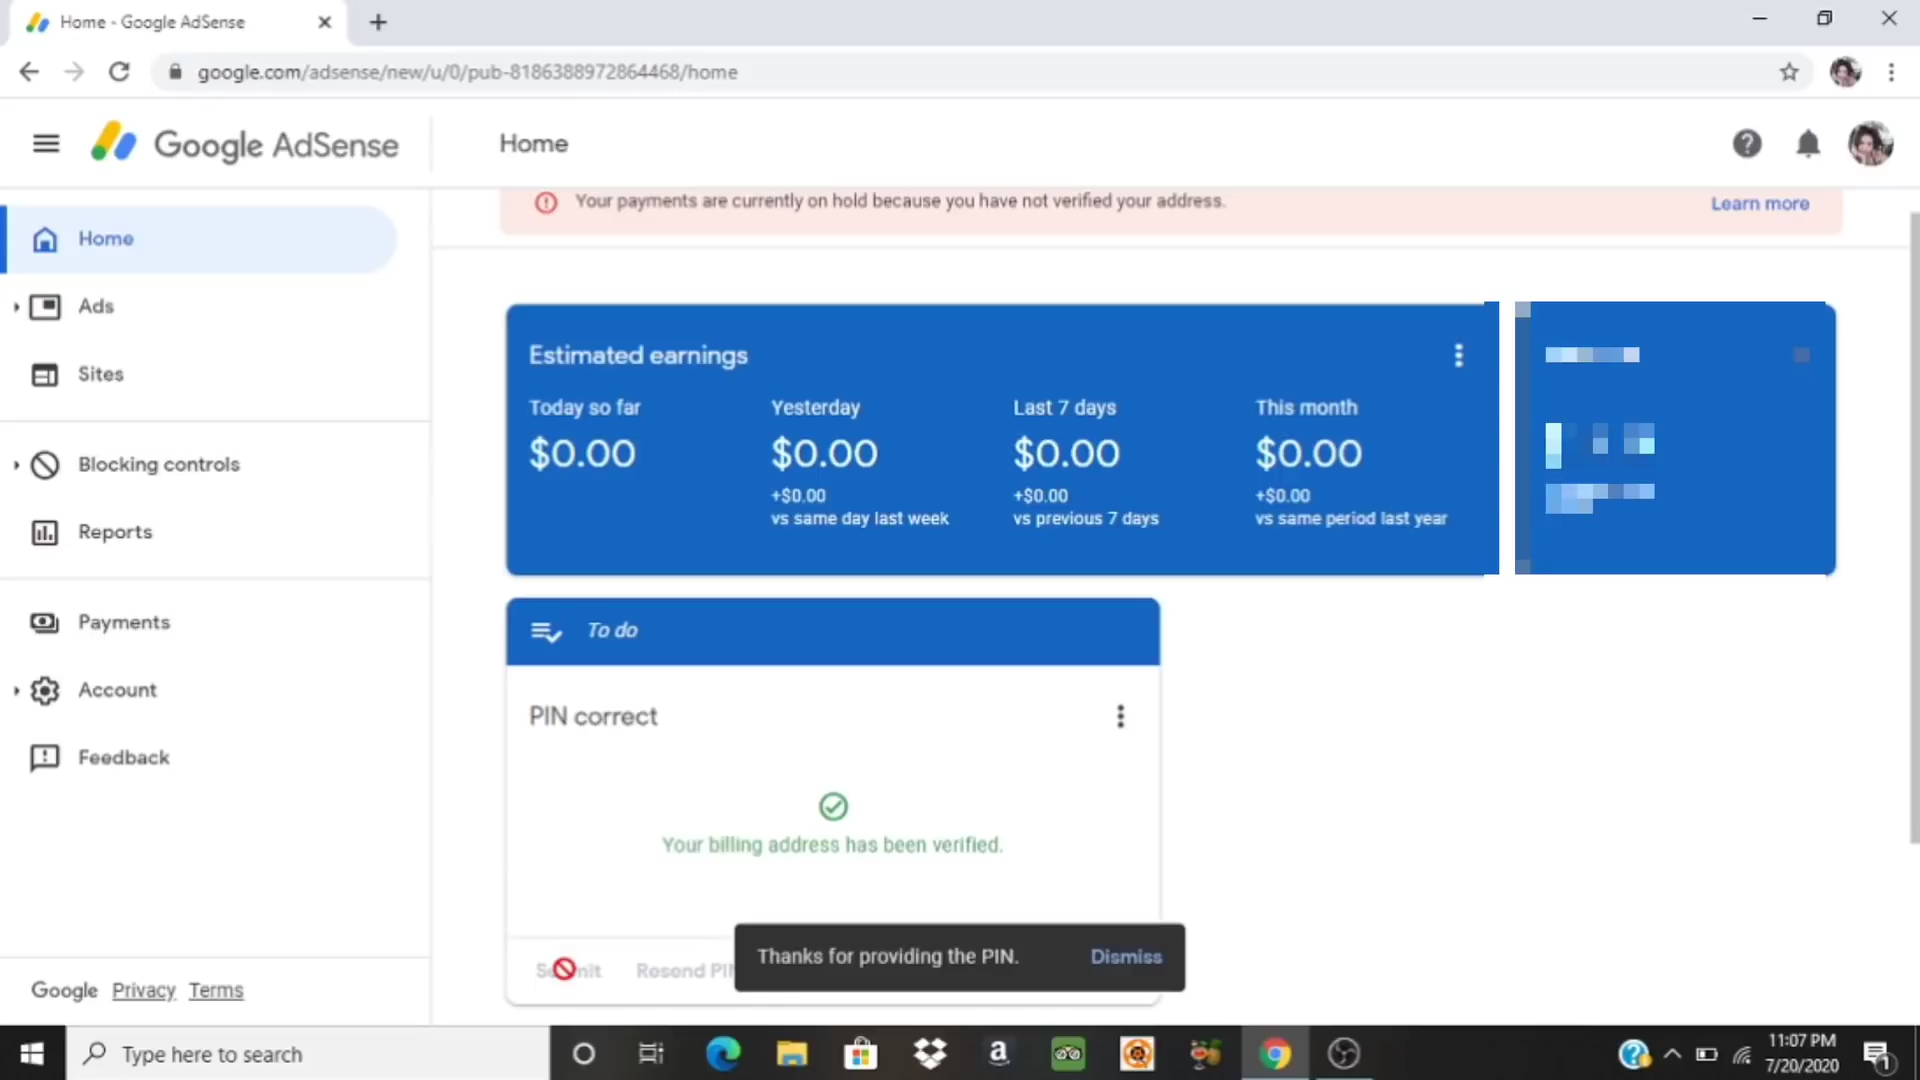 Home - Google AdSense
google.com/adsense/new/u/0/pub-8186388972864468/home
Google AdSense
Home
Your payments are currently on hold because you have not verified your address.
Learn more
Home
Ads
Sites
Blocking controls
Reports
Payments
Account
Feedback
Google Privacy Terms
Estimated earnings
Today so far
$0.00
Yesterday
$0.00
+$0.00
vs same day last week
Last 7 days
$0.00
+$0.00
vs previous 7 days
This month
$0.00
+$0.00
vs same period last year
To do
PIN correct
Your billing address has been verified.
Submit
Resend PIN
Thanks for providing the PIN.
Dismiss
Type here to search
11:07 PM
7/20/2020
1